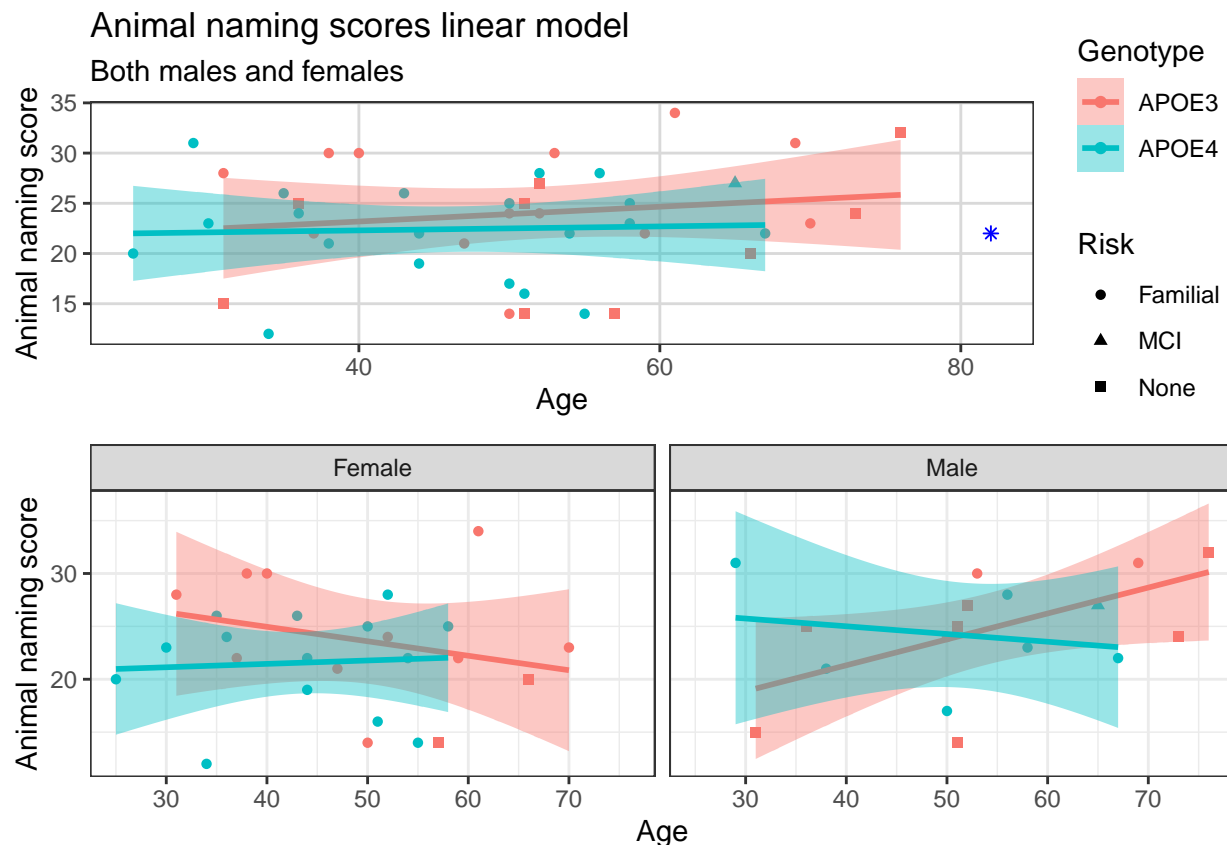 Animal naming scores linear model
Both males and females
Animal naming score
35
30
25
20
15
40
60
80
Age
Genotype
APOE3
APOE4
Risk
Familial
MCI
None
Female
Male
Animal naming score
30
20
30
40
50
60
70
30
40
50
60
70
Age